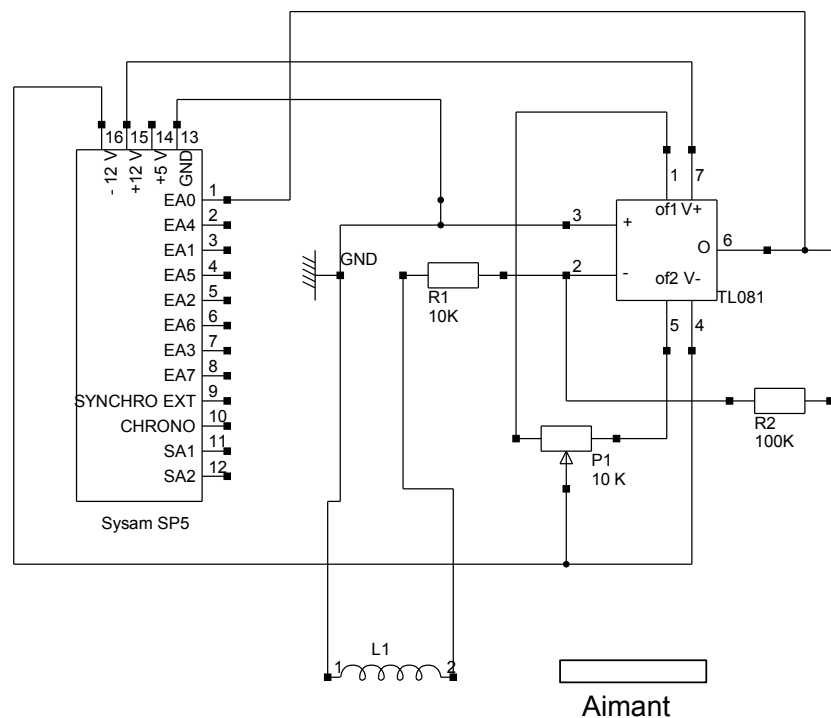 16 15 14 13
- 12 V
+12 V
+5 V
GND
EA0 1
EA4 2
EA1 3
EA5 4
EA2 5
EA6 6
EA3 7
EA7 8
SYNCHRO EXT 9
CHRONO 10
SA1 11
SA2 12
Sysam SP5
GND
R1
10K
1 7
of1 V+
3 +
O 6
2 -
of2 V-
TL081
5 4
R2
100K
P1
10 K
L1
1 2
Aimant